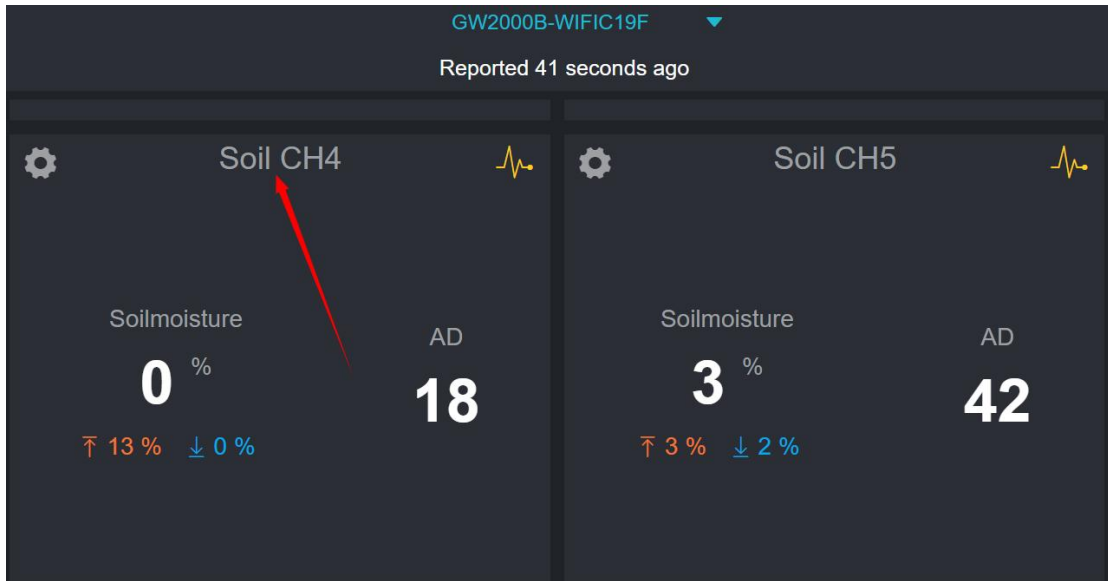 GW2000B-WIFIC19F
Reported 41 seconds ago
Soil CH4
Soilmoisture
0 %
13 % 0 %
AD
18
Soil CH5
Soilmoisture
3 %
3 % 2 %
AD
42